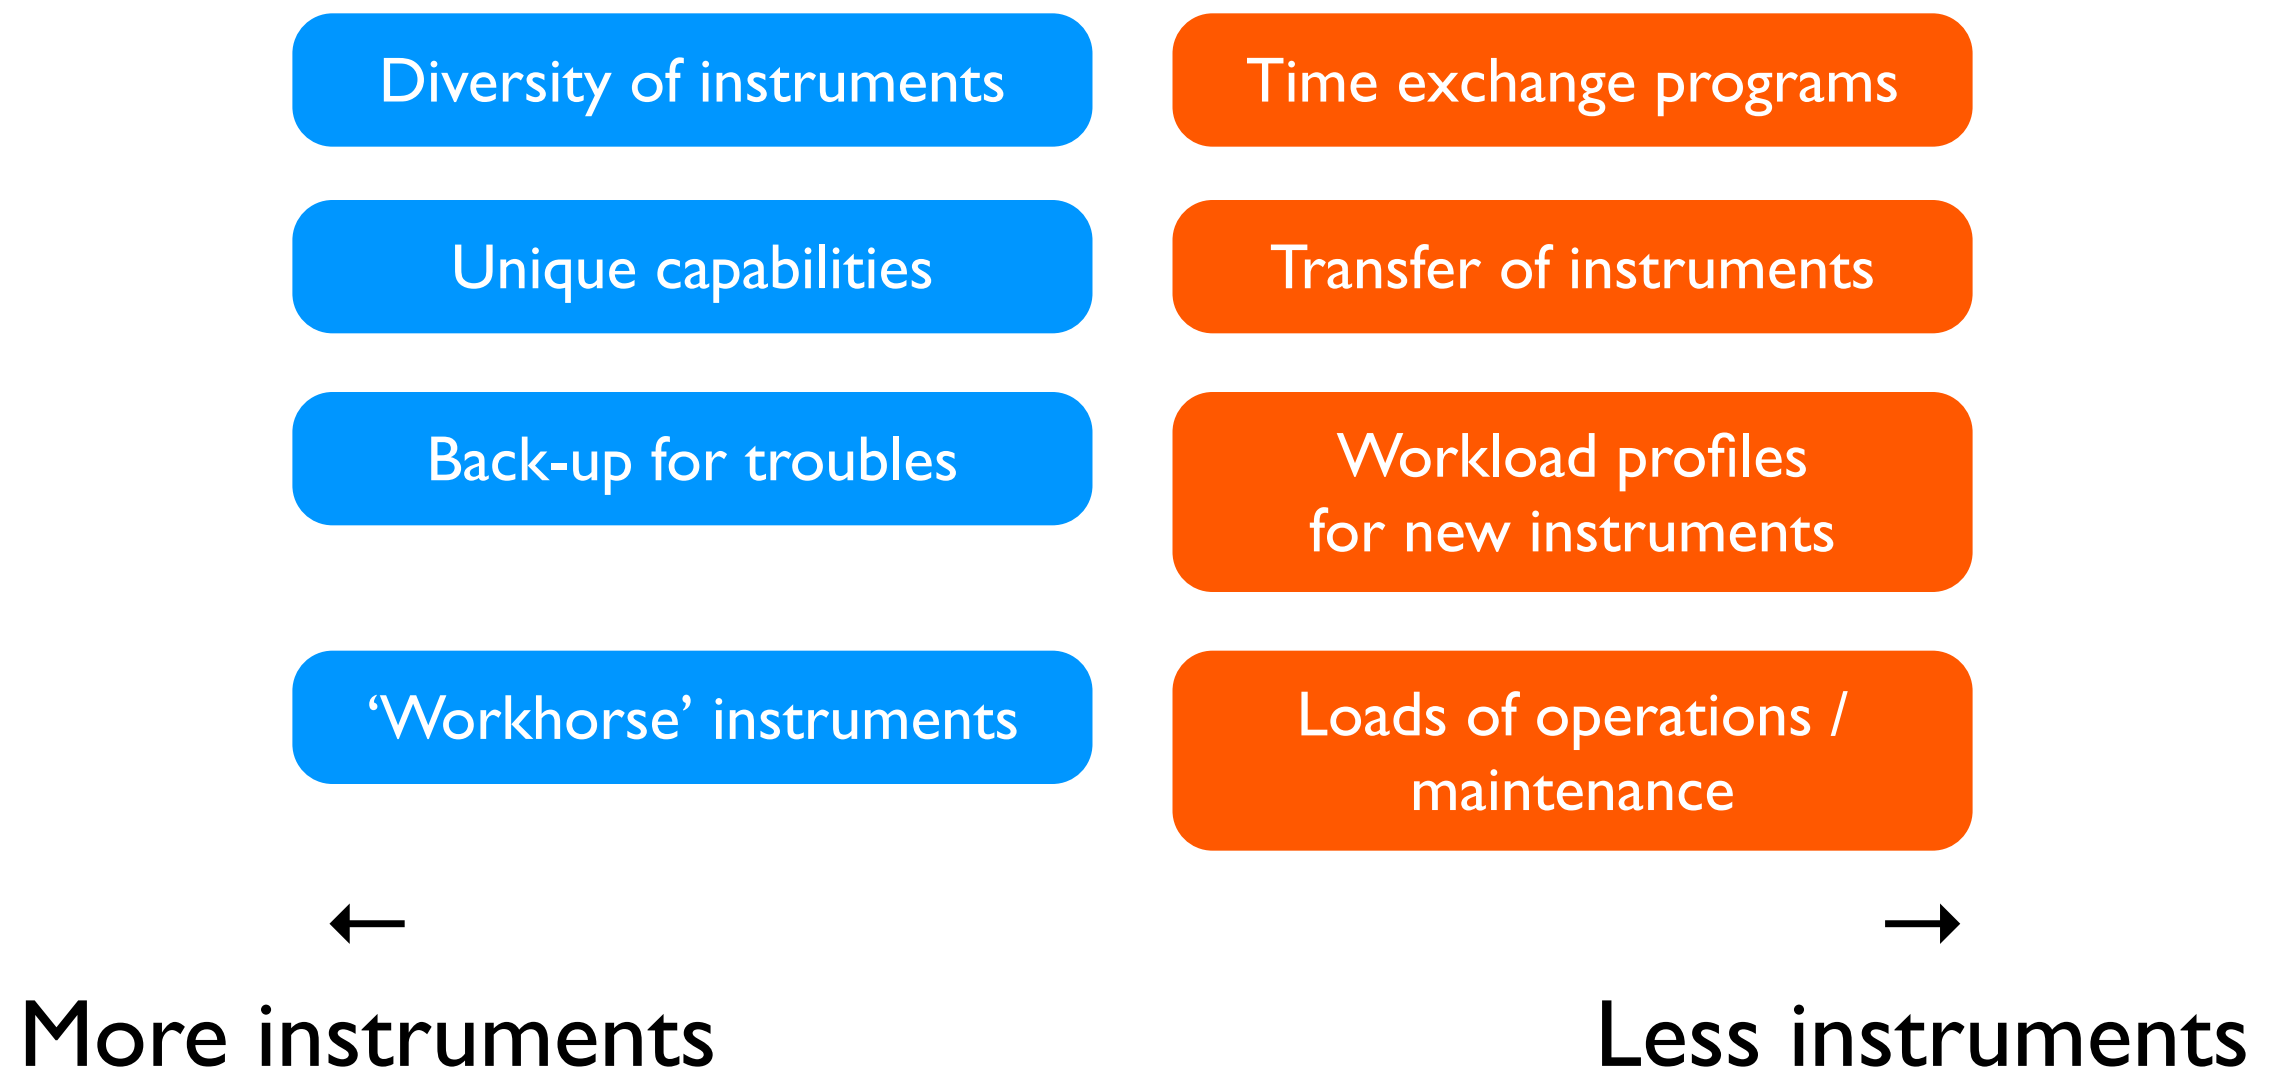 Diversity of instruments
Time exchange programs
Unique capabilities
Transfer of instruments
Back-up for troubles
Workload profiles
for new instruments
‘Workhorse’ instruments
Loads of operations /
maintenance
More instruments
Less instruments